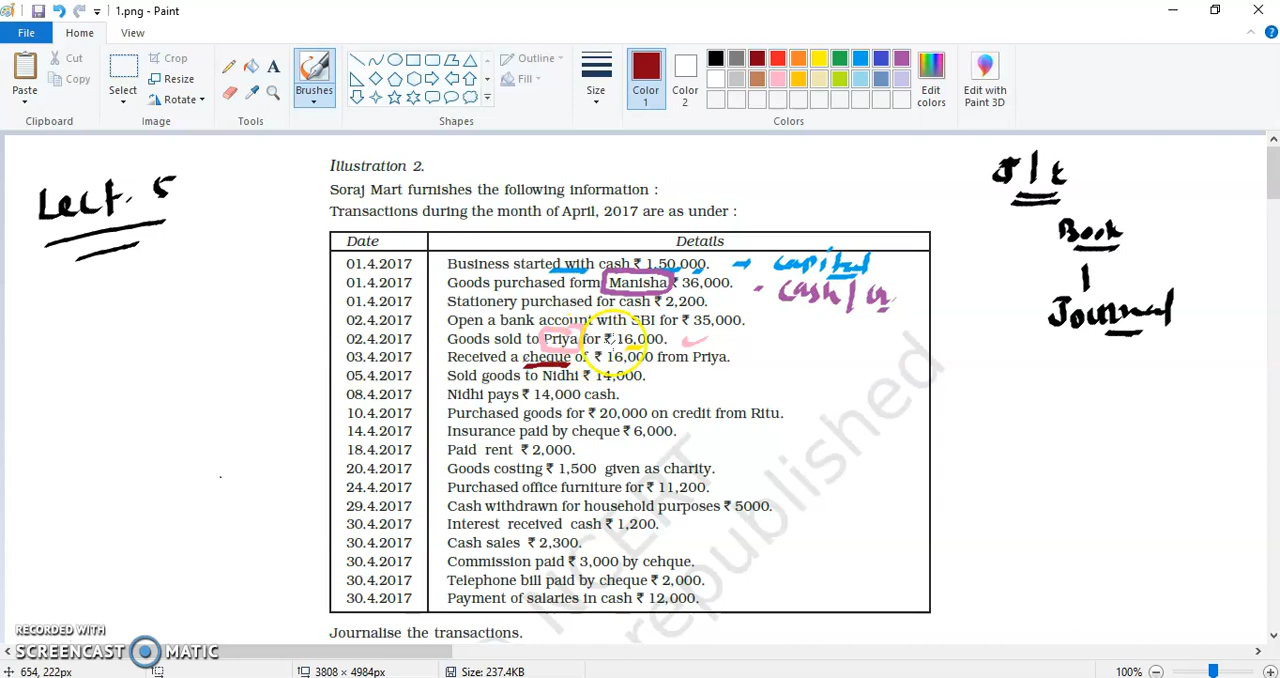 1.png - Paint
File Home View
Paste Cut Copy Select Crop Resize Rotate Brushes Outline Fill Size Color 1 Color 2 Edit colors Edit with Paint 3D
Clipboard Image Tools Shapes Colors
Lect. 5
J/E
Book
Journal
Illustration 2.
Soraj Mart furnishes the following information :
Transactions during the month of April, 2017 are as under :
Date Details
01.4.2017 Business started with cash ₹ 1,50,000. → capital
01.4.2017 Goods purchased form Manisha ₹ 36,000.
01.4.2017 Stationery purchased for cash ₹ 2,200. cash/
02.4.2017 Open a bank account with SBI for ₹ 35,000.
02.4.2017 Goods sold to Priya for ₹ 16,000. ✓
03.4.2017 Received a cheque of ₹ 16,000 from Priya.
05.4.2017 Sold goods to Nidhi ₹ 14,000.
08.4.2017 Nidhi pays ₹ 14,000 cash.
10.4.2017 Purchased goods for ₹ 20,000 on credit from Ritu.
14.4.2017 Insurance paid by cheque ₹ 6,000.
18.4.2017 Paid rent ₹ 2,000.
20.4.2017 Goods costing ₹ 1,500 given as charity.
24.4.2017 Purchased office furniture for ₹ 11,200.
29.4.2017 Cash withdrawn for household purposes ₹ 5000.
30.4.2017 Interest received cash ₹ 1,200.
30.4.2017 Cash sales ₹ 2,300.
30.4.2017 Commission paid ₹ 3,000 by cehque.
30.4.2017 Telephone bill paid by cheque ₹ 2,000.
30.4.2017 Payment of salaries in cash ₹ 12,000.
NCERT
republished
Journalise the transactions.
RECORDED WITH
SCREENCAST MATIC
654, 222px 3808 × 4984px Size: 237.4KB 100%